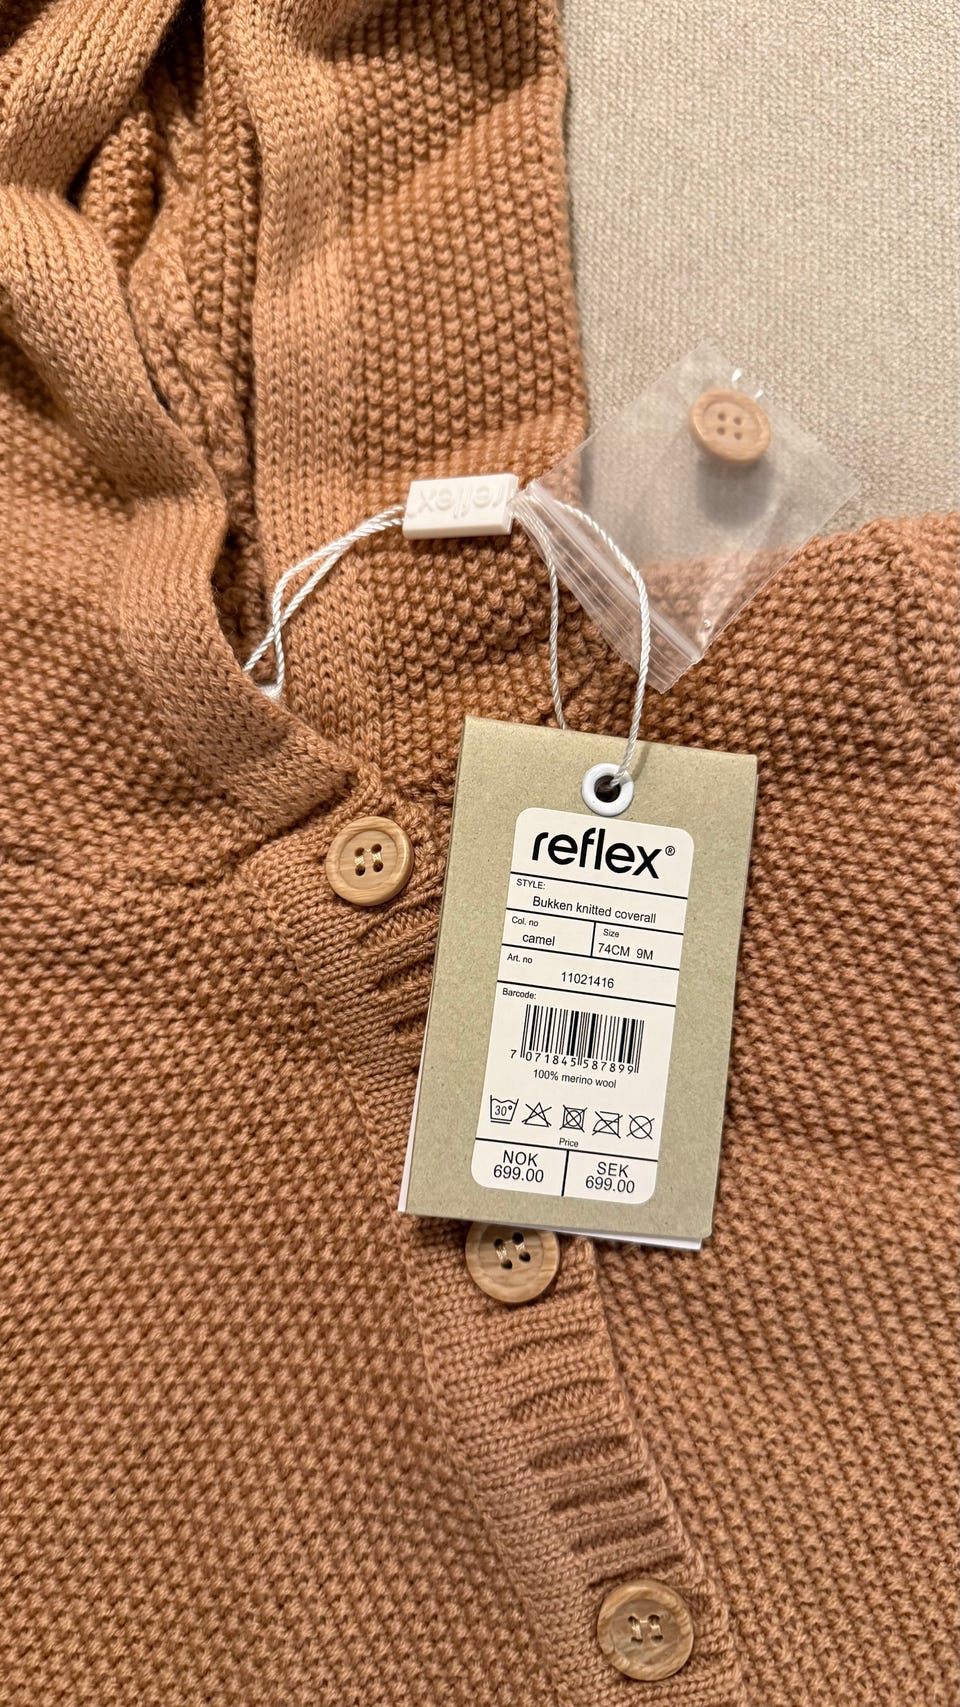 reflex
reflex®
STYLE:
Bukken knitted coverall
Col. no
camel
Size
74CM 9M
Art. no
11021416
Barcode:
7 071845 587899
100% merino wool
30°
Price
NOK
699.00
SEK
699.00